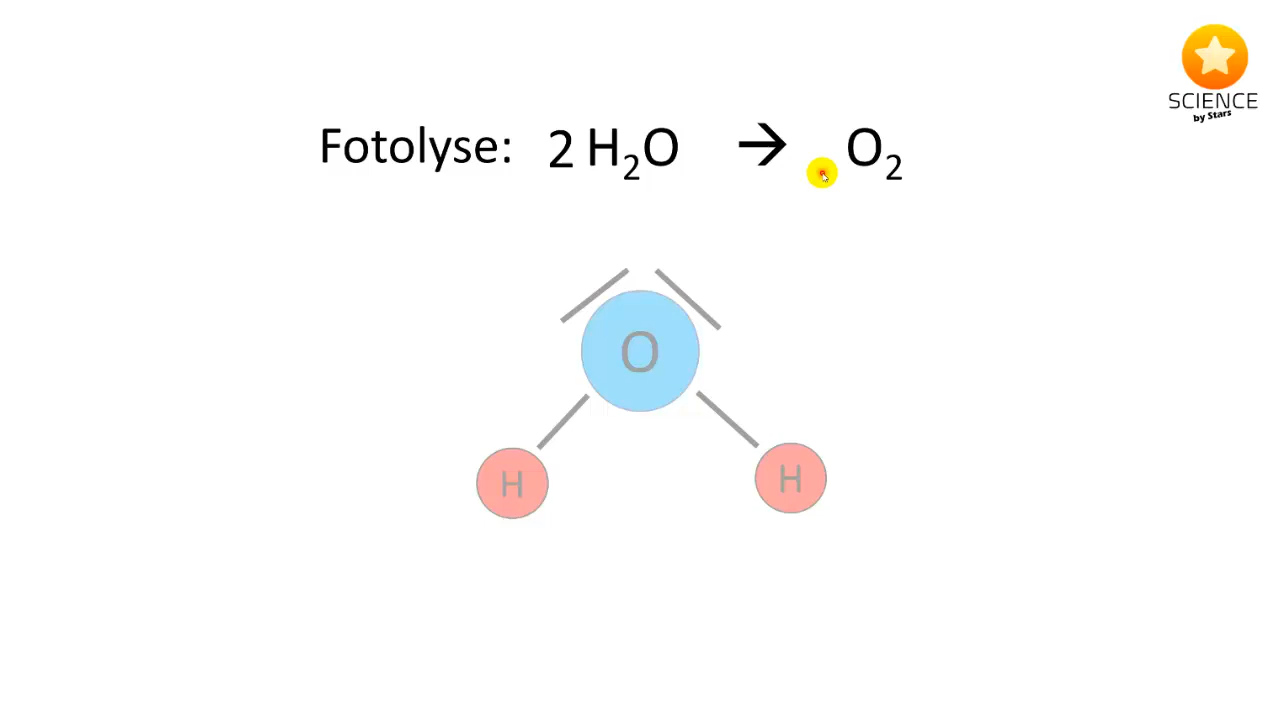 SCIENCE
by Stars
Fotolyse: 2 H₂O → O₂
O
H H